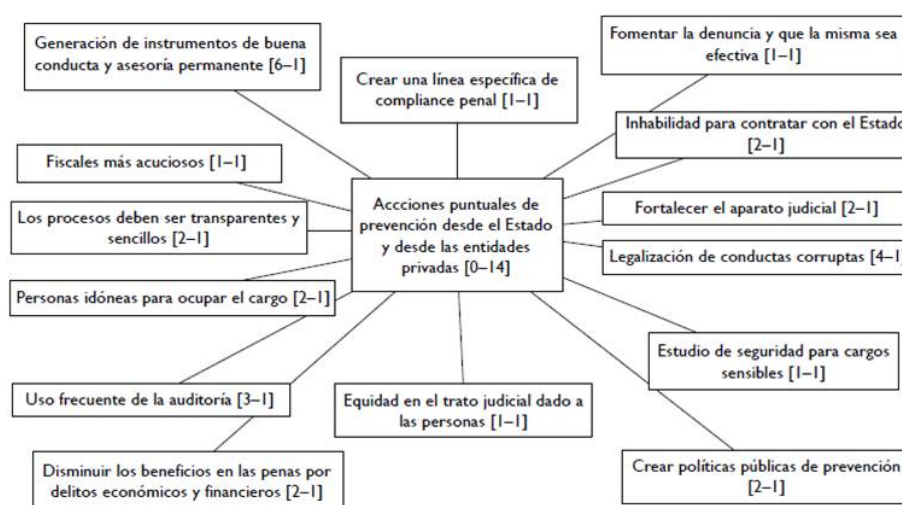 Generación de instrumentos de buena
conducta y asesoría permanente [6–1]
Crear una línea específica de
compliance penal [1–1]
Fomentar la denuncia y que la misma sea
efectiva [1–1]
Inhabilidad para contratar con el Estado
[2–1]
Fiscales más acuciosos [1–1]
Los procesos deben ser transparentes y
sencillos [2–1]
Accciones puntuales de
prevención desde el Estado
y desde las entidades
privadas [0–14]
Fortalecer el aparato judicial [2–1]
Legalización de conductas corruptas [4–1]
Personas idóneas para ocupar el cargo [2–1]
Estudio de seguridad para cargos
sensibles [1–1]
Uso frecuente de la auditoría [3–1]
Equidad en el trato judicial dado a
las personas [1–1]
Disminuir los beneficios en las penas por
delitos económicos y financieros [2–1]
Crear políticas públicas de prevención
[2–1]